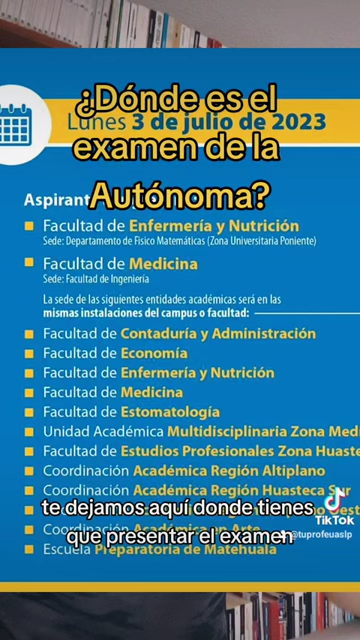 ¿Dónde es el
Lunes 3 de julio de 2023
examen de la
Autónoma?
Aspirant
Facultad de Enfermería y Nutrición
Sede: Departamento de Físico Matemáticas (Zona Universitaria Poniente)
Facultad de Medicina
Sede: Facultad de Ingeniería
La sede de las siguientes entidades académicas será en las
mismas instalaciones del campus o facultad:
Facultad de Contaduría y Administración
Facultad de Economía
Facultad de Enfermería y Nutrición
Facultad de Medicina
Facultad de Estomatología
Unidad Académica Multidisciplinaria Zona Med
Facultad de Estudios Profesionales Zona Huaste
Coordinación Académica Región Altiplano
Coordinación Académica Región Huasteca Sur
te dejamos aquí donde tienes
que presentar el examen
Coordinación Académica en Arte
Escuela Preparatoria de Matehuala
TikTok
@tuprofeuaslp